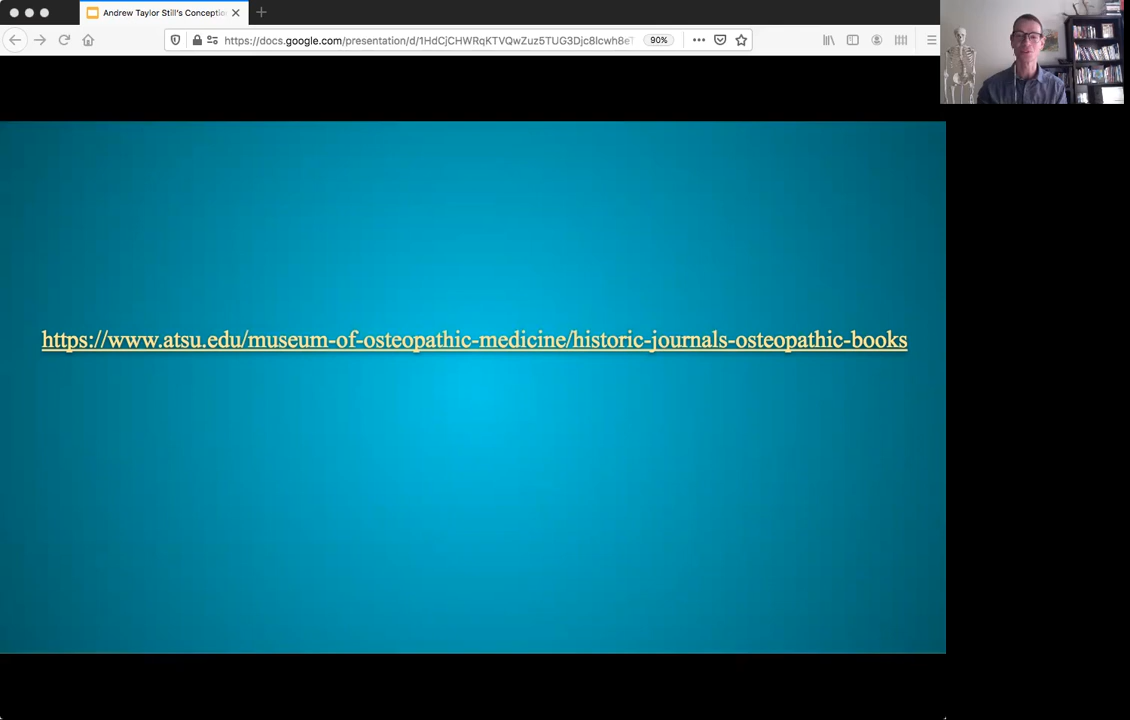 Andrew Taylor Still's Conceptio
https://docs.google.com/presentation/d/1HdCjCHWRqKTVQwZuz5TUG3Djc8lcwh8eT
90%
https://www.atsu.edu/museum-of-osteopathic-medicine/historic-journals-osteopathic-books